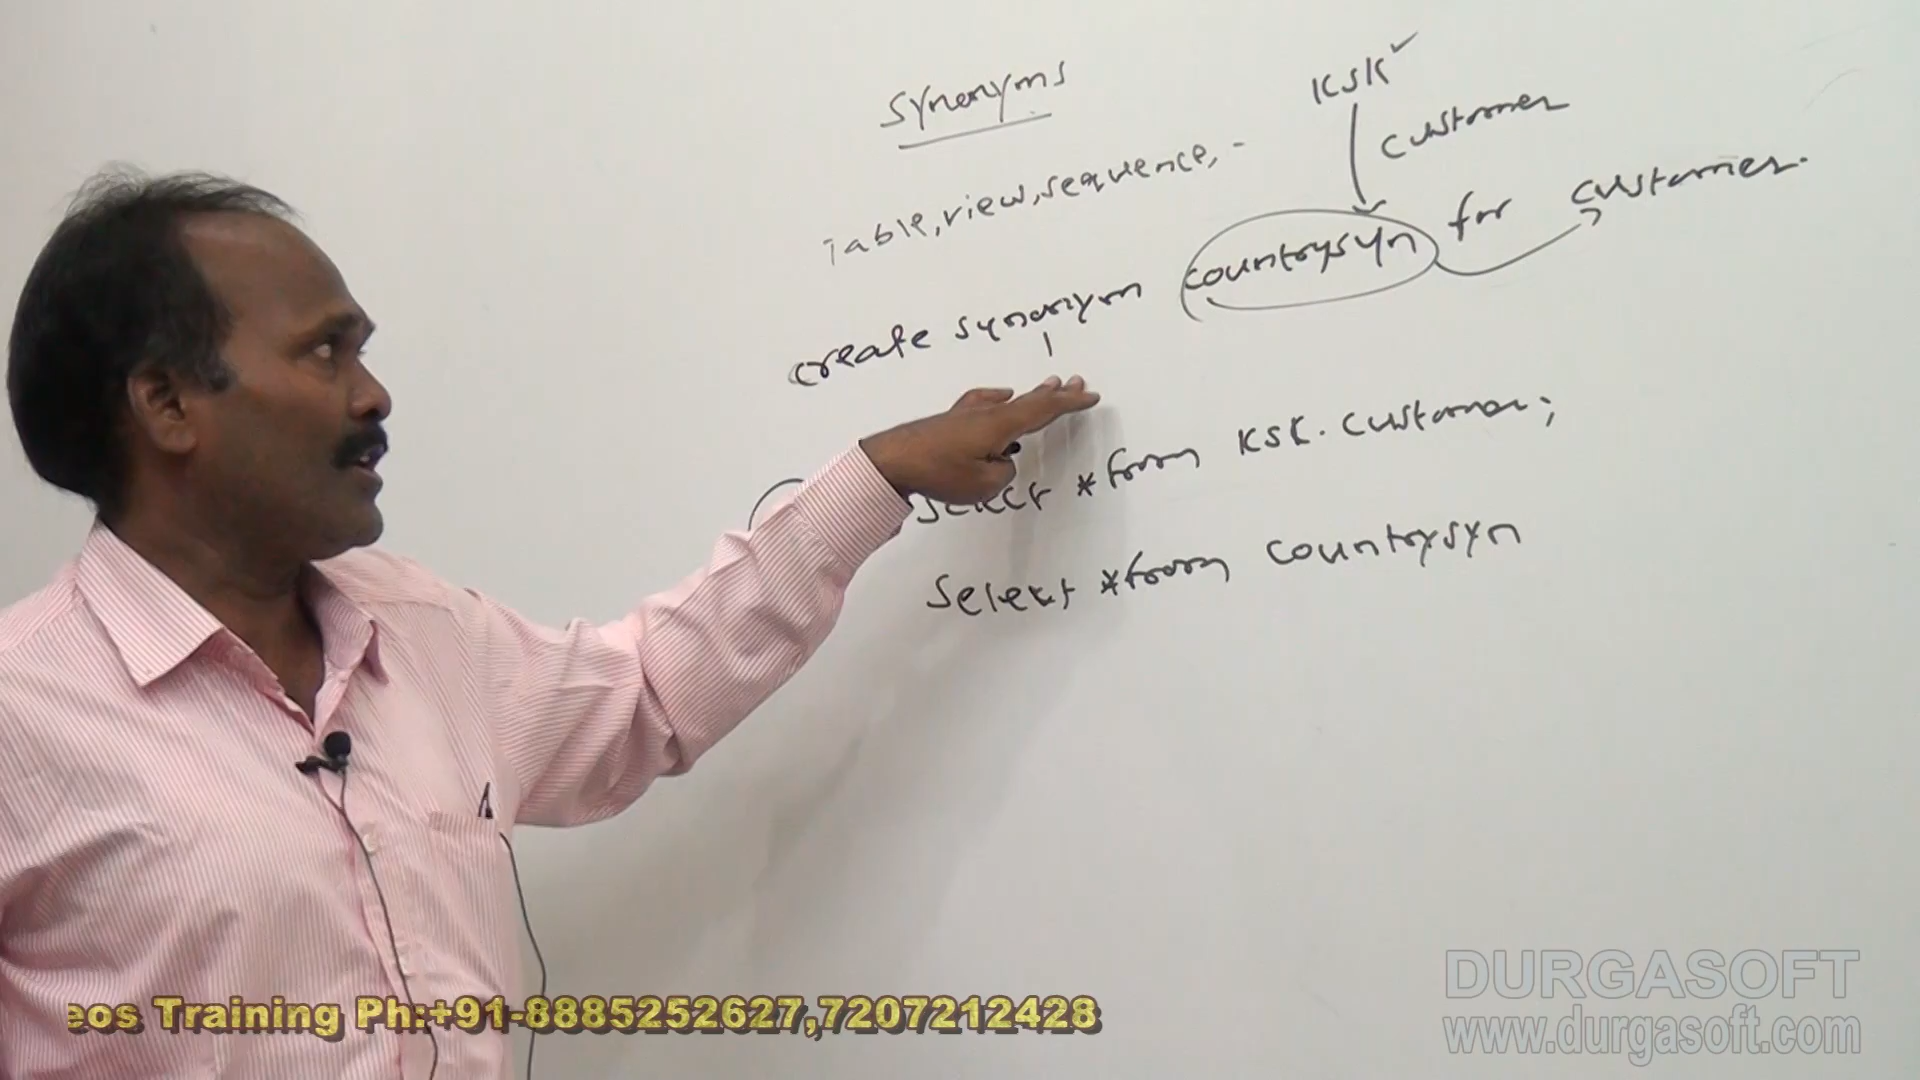 Synonyms
KSK ✓
customer
Table, view, sequence, -
create synonym countrysyn for customer.
select * from KSK.customer;
select * from countrysyn
eos Training Ph:+91-8885252627,7207212428
DURGASOFT
www.durgasoft.com